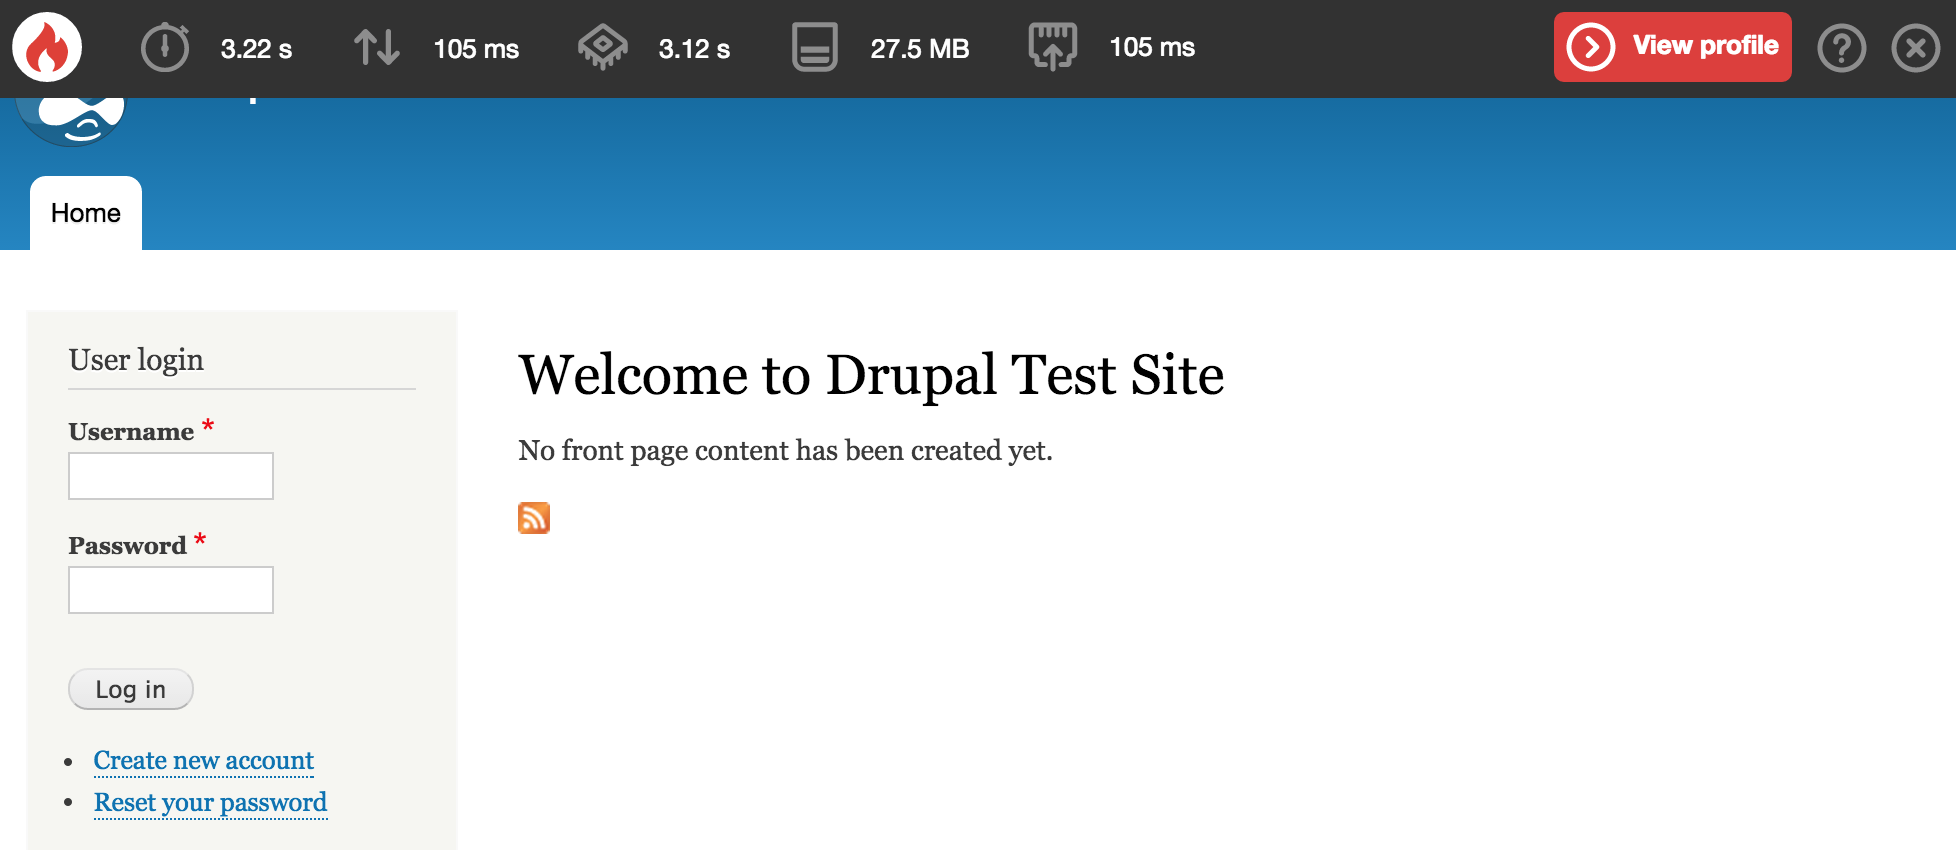 3.22 s 105 ms 3.12 s 27.5 MB 105 ms View profile ?
Home
User login
Username *
Password *
Log in
Create new account
Reset your password
Welcome to Drupal Test Site
No front page content has been created yet.